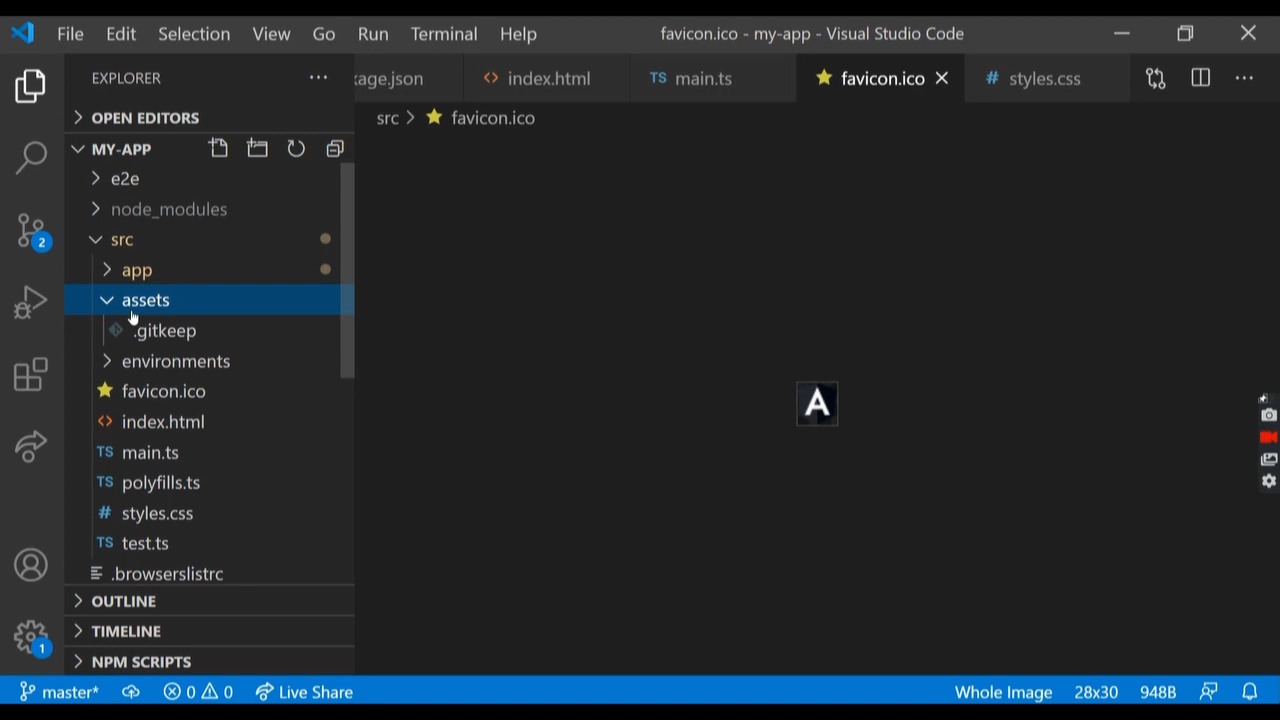 File Edit Selection View Go Run Terminal Help favicon.ico - my-app - Visual Studio Code
EXPLORER
kage.json index.html TS main.ts favicon.ico # styles.css
src > favicon.ico
OPEN EDITORS
MY-APP
e2e
node_modules
src
app
assets
.gitkeep
environments
favicon.ico
index.html
TS main.ts
TS polyfills.ts
# styles.css
TS test.ts
.browserslistrc
OUTLINE
TIMELINE
NPM SCRIPTS
2
1
A
master* 0 0 Live Share Whole Image 28x30 948B